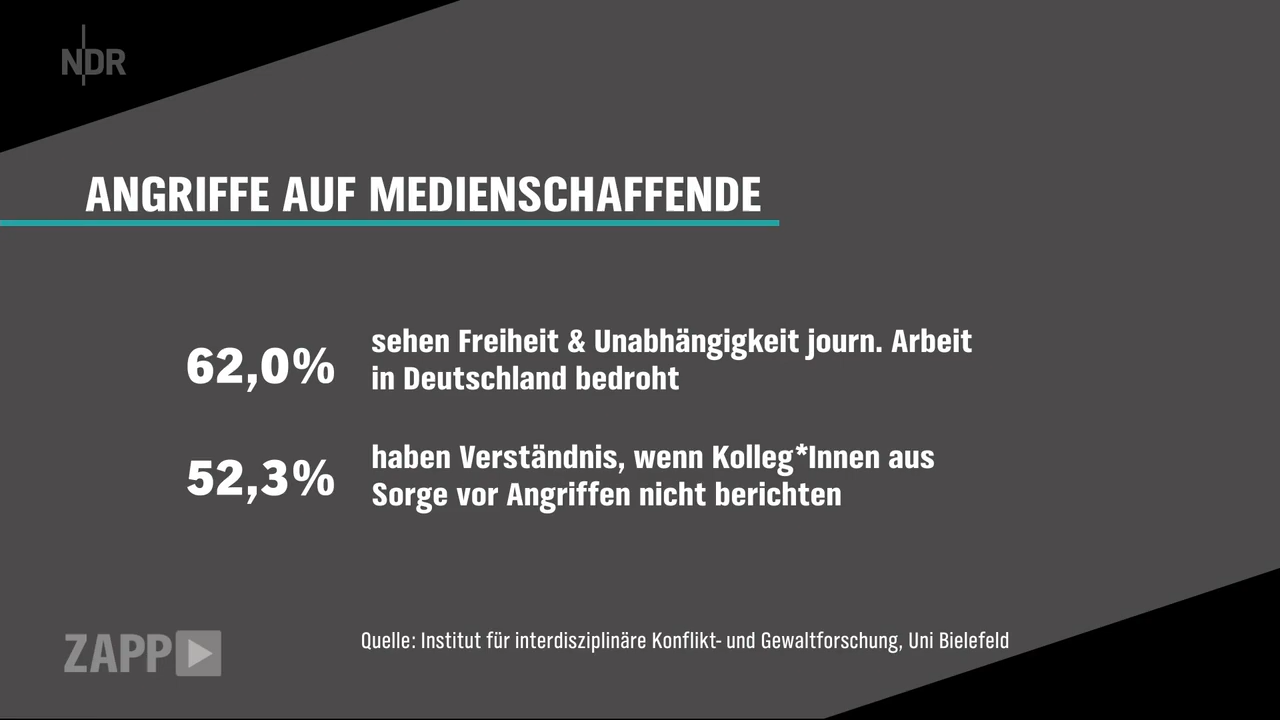 NDR
ANGRIFFE AUF MEDIENSCHAFFENDE
62,0%
sehen Freiheit & Unabhängigkeit journ. Arbeit
in Deutschland bedroht
52,3%
haben Verständnis, wenn Kolleg*Innen aus
Sorge vor Angriffen nicht berichten
ZAPP
Quelle: Institut für interdisziplinäre Konflikt- und Gewaltforschung, Uni Bielefeld